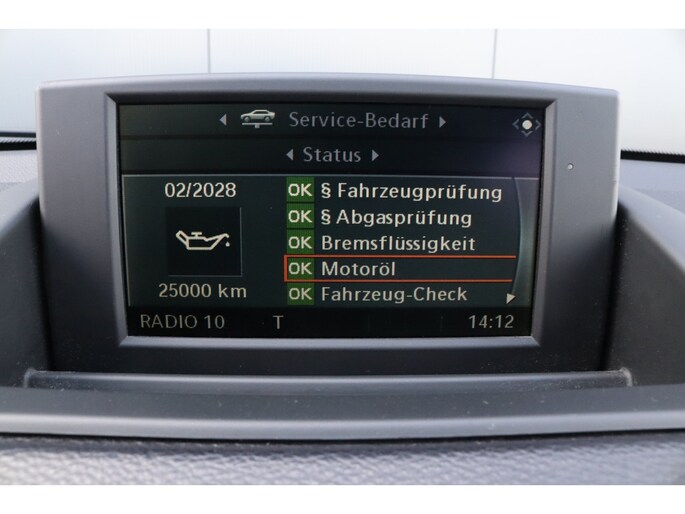 Service-Bedarf
Status
02/2028
OK § Fahrzeugprüfung
OK § Abgasprüfung
OK Bremsflüssigkeit
OK Motoröl
25000 km
OK Fahrzeug-Check
RADIO 10 T 14:12